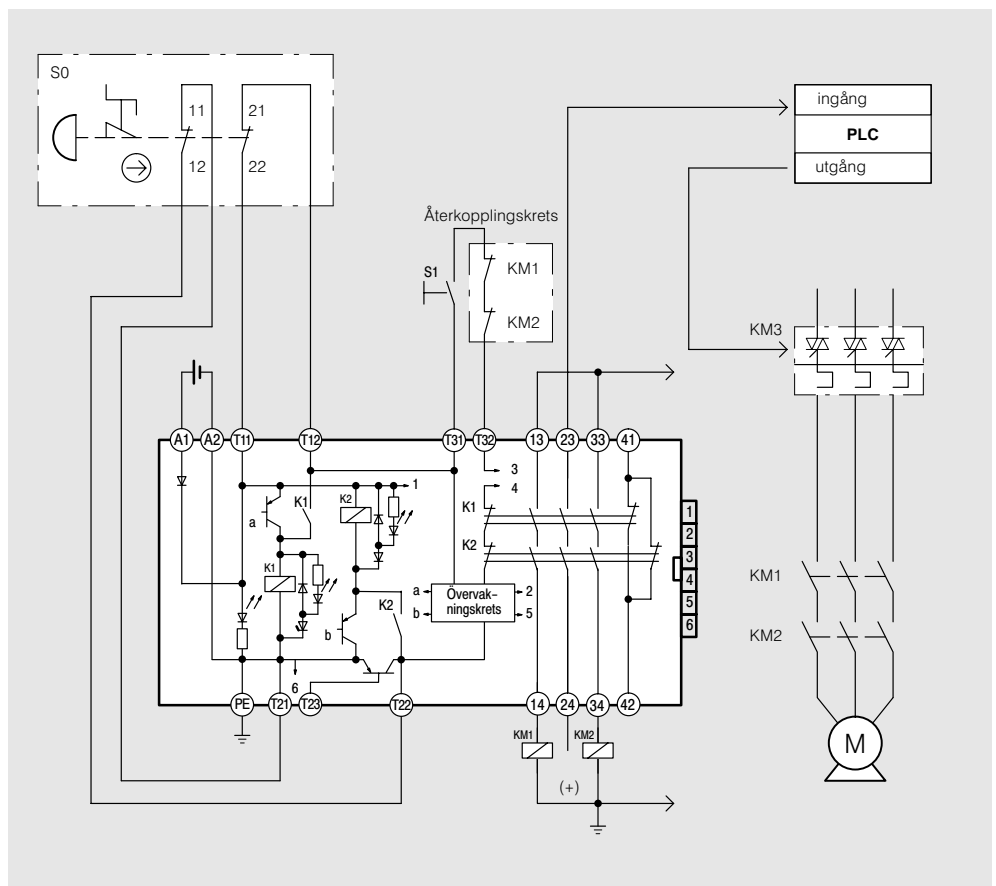 S0
11
21
12
22
ingång
PLC
utgång
Återkopplingskrets
S1
KM1
KM2
KM3
A1
A2
T11
T12
T31
T32
13
23
33
41
3
4
1
K1
K2
a
K1
K2
K1
a
b
Övervak-
ningskrets
2
5
K2
b
6
1
2
3
4
5
6
KM1
KM2
PE
T21
T23
T22
14
24
34
42
KM1
KM2
(+)
M